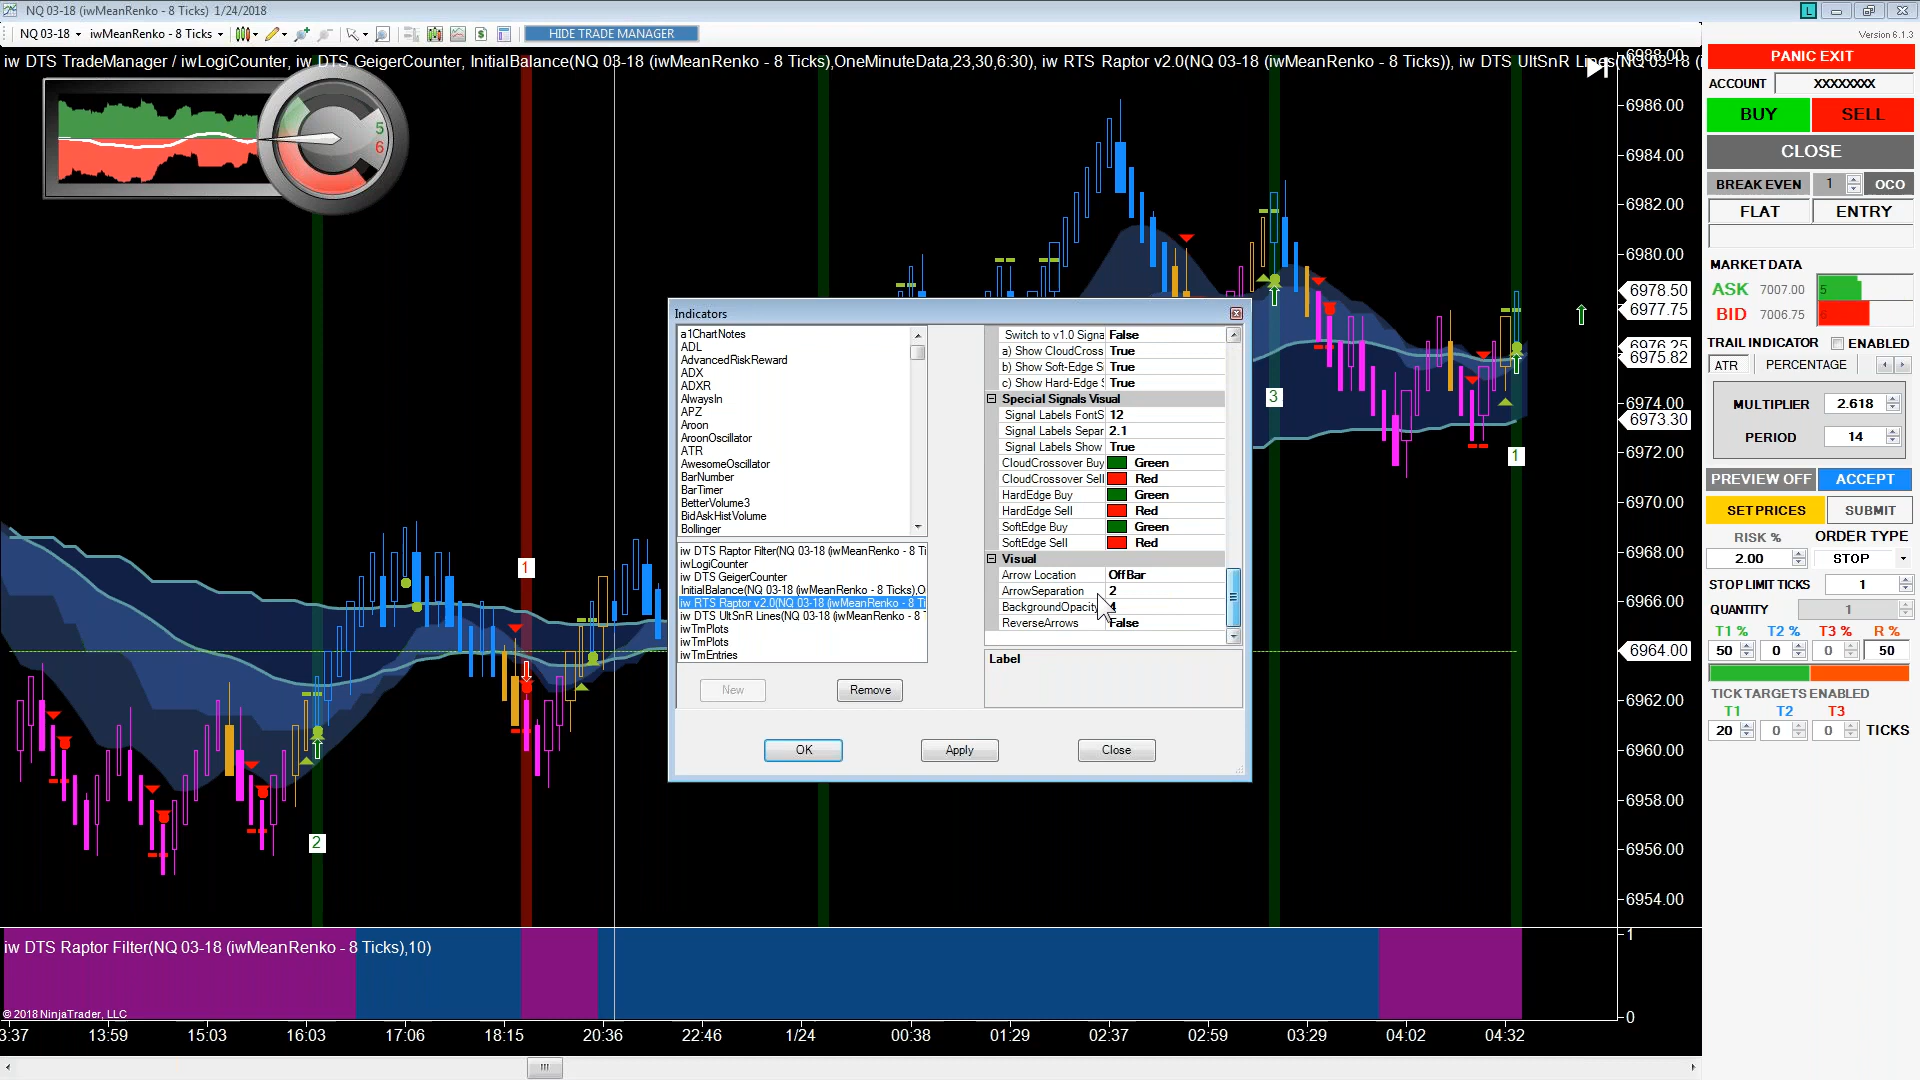 NQ 03-18 (iwMeanRenko - 8 Ticks) 1/24/2018
L
NQ 03-18
iwMeanRenko - 8 Ticks
HIDE TRADE MANAGER
Version 6.1.3
iw DTS TradeManager / iwLogiCounter, iw DTS GeigerCounter, InitialBalance(NQ 03-18 (iwMeanRenko - 8 Ticks),OneMinuteData,23,30,6:30), iw RTS Raptor v2.0(NQ 03-18 (iwMeanRenko - 8 Ticks)), iw DTS UltSnR Lines(NQ 03-18 (i
5
6
6988.00
6986.00
6984.00
6982.00
6980.00
6978.50
6977.75
6976.25
6975.82
6974.00
6973.30
6972.00
6970.00
6968.00
6966.00
6964.00
6962.00
6960.00
6958.00
6956.00
6954.00
1
0
2
1
3
1
Indicators
a1ChartNotes
ADL
AdvancedRiskReward
ADX
ADXR
AlwaysIn
APZ
Aroon
AroonOscillator
ATR
AwesomeOscillator
BarNumber
BarTimer
BetterVolume3
BidAskHistVolume
Bollinger
iw DTS Raptor Filter(NQ 03-18 (iwMeanRenko - 8 Ti
iwLogiCounter
iw DTS GeigerCounter
InitialBalance(NQ 03-18 (iwMeanRenko - 8 Ticks),O
iw RTS Raptor v2.0(NQ 03-18 (iwMeanRenko - 8 Ti
iw DTS UltSnR Lines(NQ 03-18 (iwMeanRenko - 8
iwTmPlots
iwTmPlots
iwTmEntries
New
Remove
Switch to v1.0 Signa False
a) Show CloudCross True
b) Show Soft-Edge S True
c) Show Hard-Edge S True
Special Signals Visual
Signal Labels FontS 12
Signal Labels Separ 2.1
Signal Labels Show True
CloudCrossover Buy Green
CloudCrossover Sell Red
HardEdge Buy Green
HardEdge Sell Red
SoftEdge Buy Green
SoftEdge Sell Red
Visual
Arrow Location OffBar
ArrowSeparation 2
BackgroundOpacity 4
ReverseArrows False
Label
OK
Apply
Close
iw DTS Raptor Filter(NQ 03-18 (iwMeanRenko - 8 Ticks),10)
© 2018 NinjaTrader, LLC
3:37 13:59 15:03 16:03 17:06 18:15 20:36 22:46 1/24 00:38 01:29 02:37 02:59 03:29 04:02 04:32
PANIC EXIT
ACCOUNT XXXXXXXX
BUY SELL
CLOSE
BREAK EVEN 1 OCO
FLAT ENTRY
MARKET DATA
ASK 7007.00 5
BID 7006.75 6
TRAIL INDICATOR ENABLED
ATR PERCENTAGE
MULTIPLIER 2.618
PERIOD 14
PREVIEW OFF ACCEPT
SET PRICES SUBMIT
RISK % ORDER TYPE
2.00 STOP
STOP LIMIT TICKS 1
QUANTITY 1
T1 % T2 % T3 % R %
50 0 0 50
TICK TARGETS ENABLED
T1 T2 T3
20 0 0 TICKS